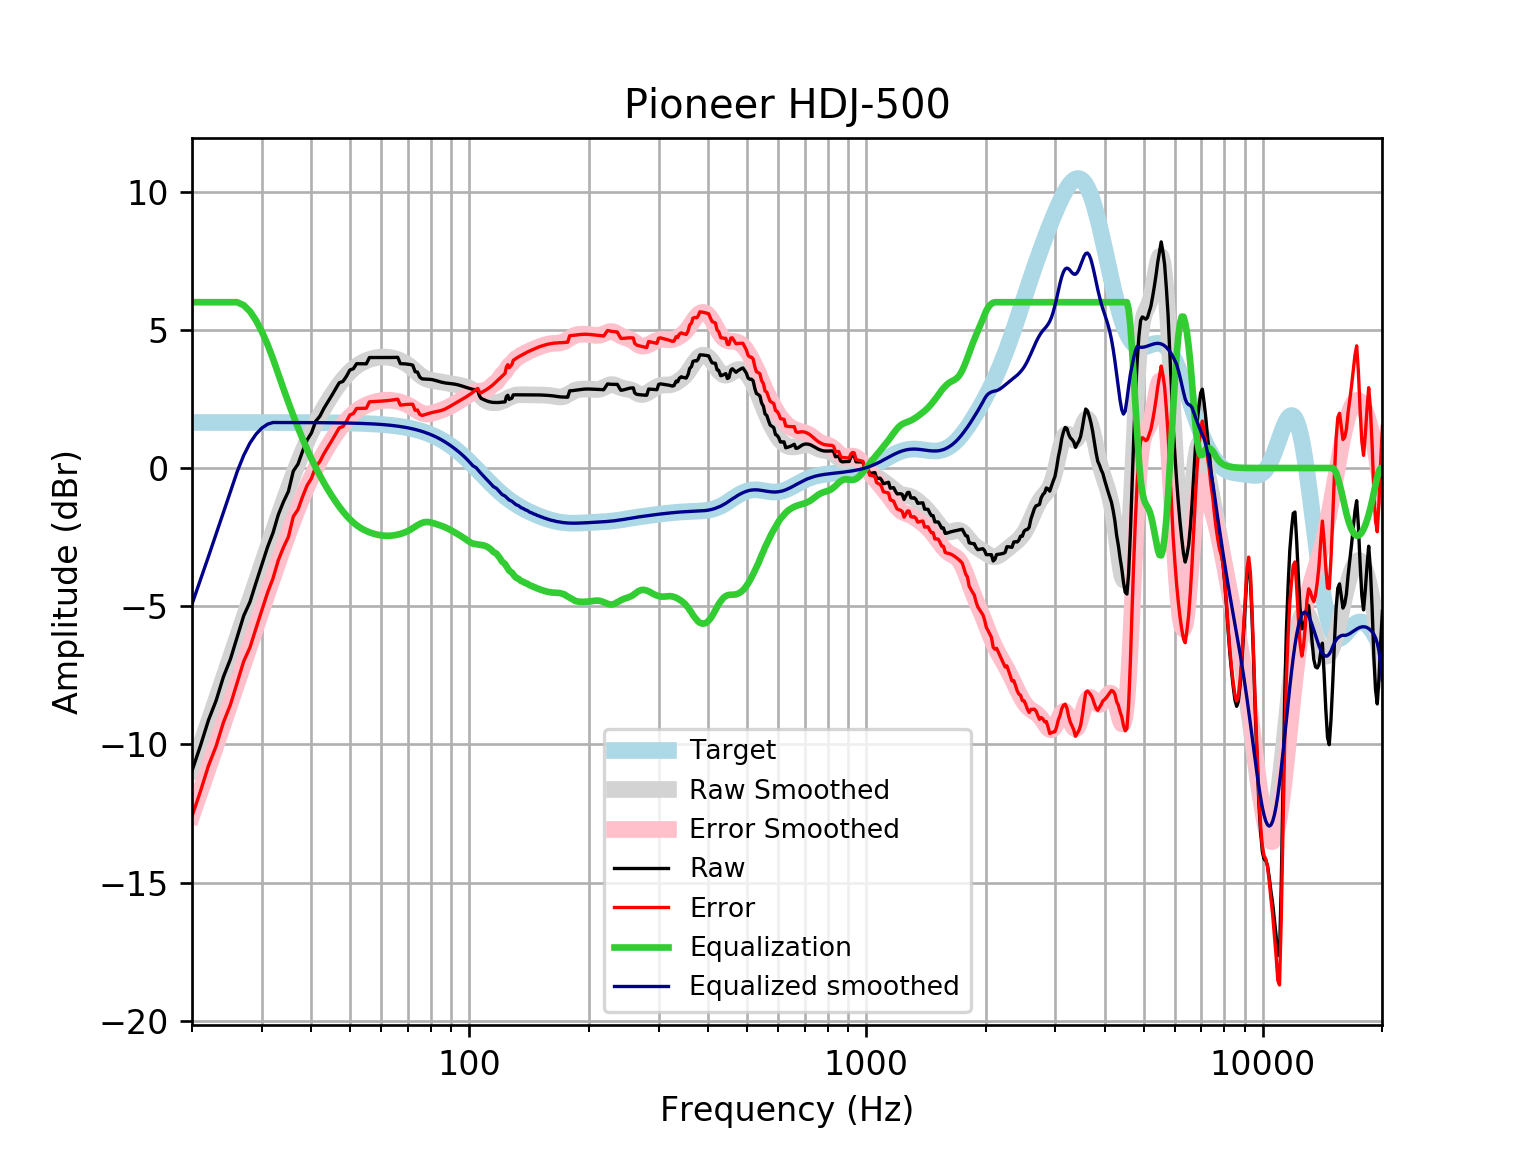 Pioneer HDJ-500
Amplitude (dBr)
10
5
0
−5
−10
−15
−20
Target
Raw Smoothed
Error Smoothed
Raw
Error
Equalization
Equalized smoothed
100
1000
10000
Frequency (Hz)